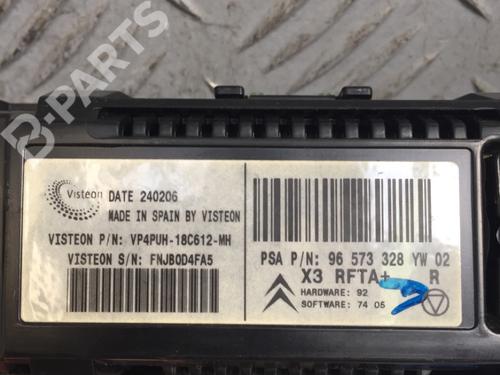 B-PARTS
Visteon DATE 240206
MADE IN SPAIN BY VISTEON
VISTEON P/N: VP4PUH-18C612-MH
VISTEON S/N: FNJB0D4FA5
PSA P/N: 96 573 328 YW 02
X3 RFTA+ R
HARDWARE: 92
SOFTWARE: 74 05